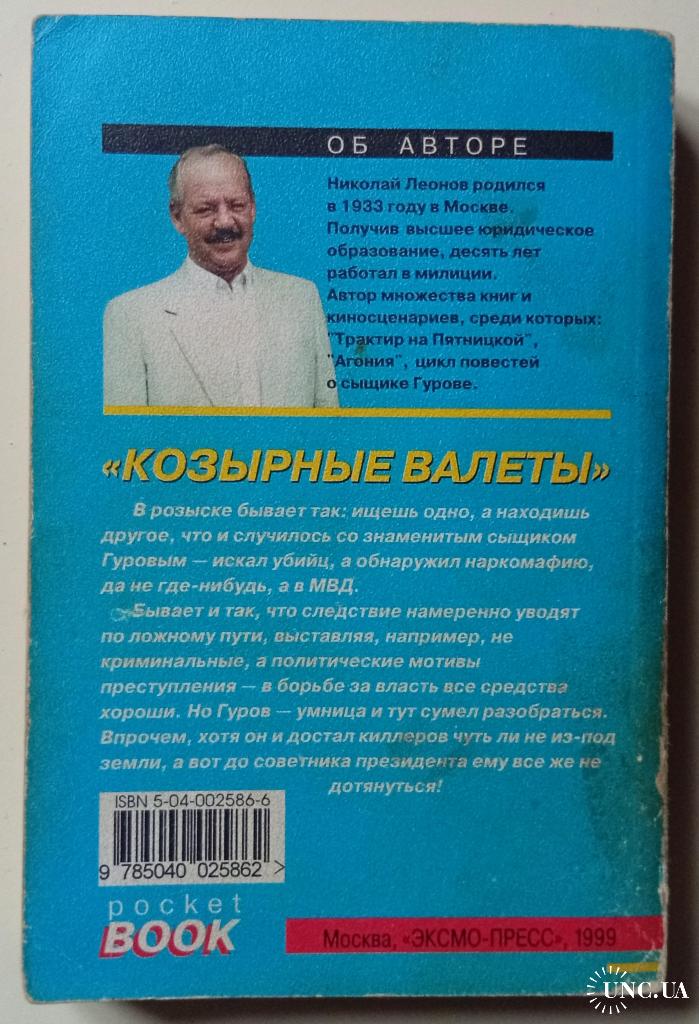 ОБ АВТОРЕ
Николай Леонов родился
в 1933 году в Москве.
Получив высшее юридическое
образование, десять лет
работал в милиции.
Автор множества книг и
киносценариев, среди которых:
"Трактир на Пятницкой",
"Агония", цикл повестей
о сыщике Гурове.
«КОЗЫРНЫЕ ВАЛЕТЫ»
В розыске бывает так: ищешь одно, а находишь
другое, что и случилось со знаменитым сыщиком
Гуровым — искал убийц, а обнаружил наркомафию,
да не где-нибудь, а в МВД.
Бывает и так, что следствие намеренно уводят
по ложному пути, выставляя, например, не
криминальные, а политические мотивы
преступления — в борьбе за власть все средства
хороши. Но Гуров — умница и тут сумел разобраться.
Впрочем, хотя он и достал киллеров чуть ли не из-под
земли, а вот до советника президента ему все же не
дотянуться!
ISBN 5-04-002586-6
9 785040 025862 >
pocket
BOOK
Москва, «ЭКСМО-ПРЕСС», 1999
UNC.UA